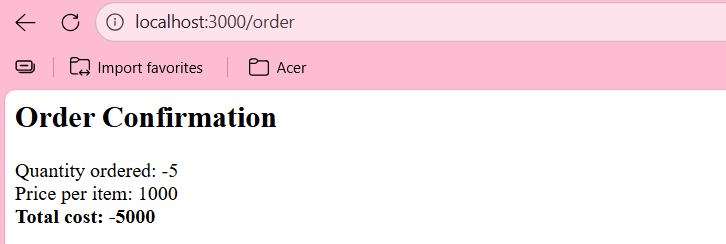 localhost:3000/order
Import favorites
Acer
Order Confirmation
Quantity ordered: -5
Price per item: 1000
Total cost: -5000